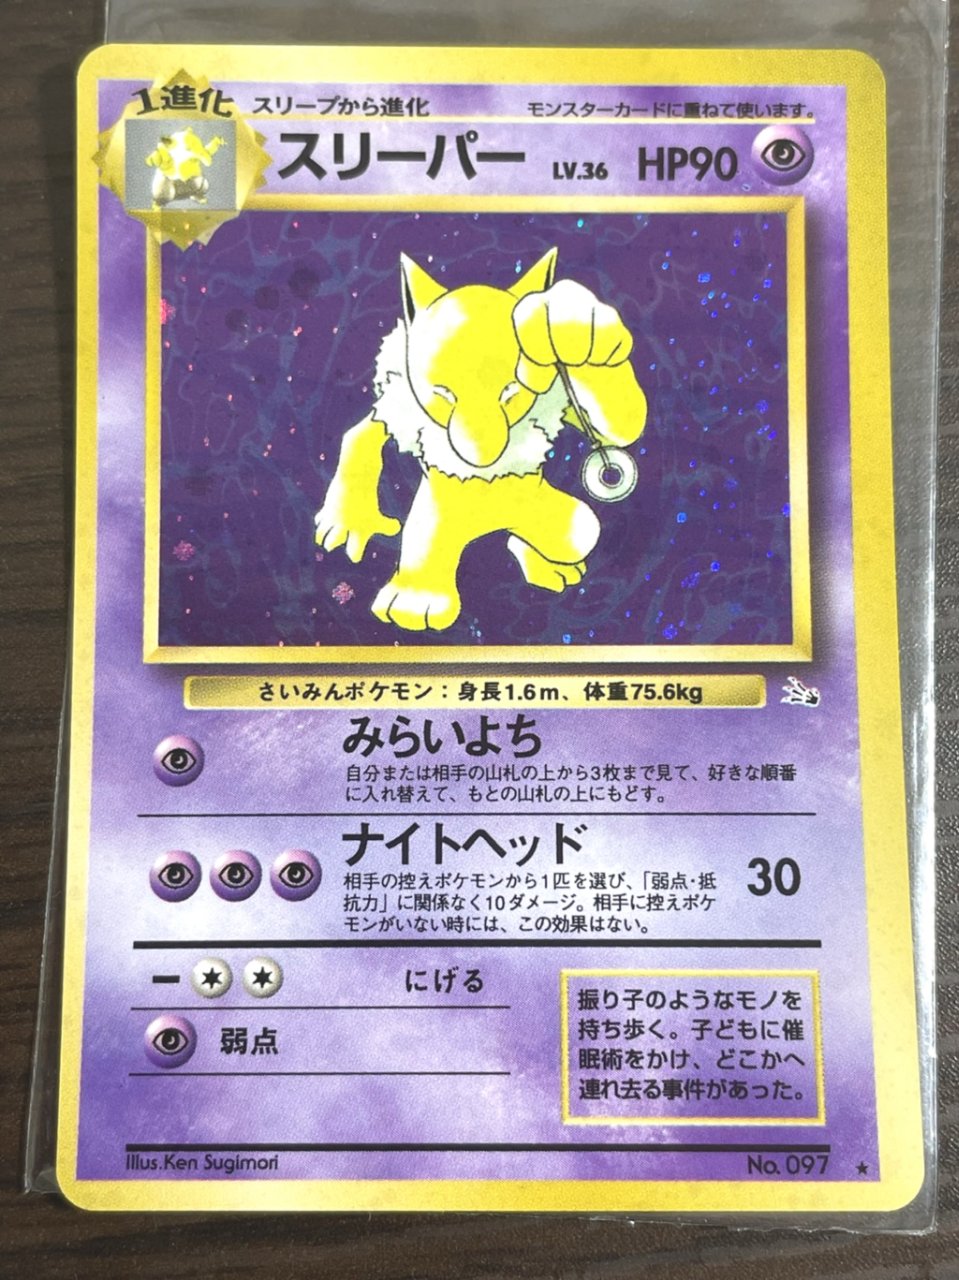 1進化
スリープから進化
モンスターカードに重ねて使います。
スリーパー LV.36 HP90
さいみんポケモン：身長1.6m、体重75.6kg
みらいよち
自分または相手の山札の上から3枚まで見て、好きな順番
に入れ替えて、もとの山札の上にもどす。
ナイトヘッド
30
相手の控えポケモンから1匹を選び、「弱点・抵
抗力」に関係なく10ダメージ。相手に控えポケ
モンがいない時には、この効果はない。
ー にげる
弱点
振り子のようなモノを
持ち歩く。子どもに催
眠術をかけ、どこかへ
連れ去る事件があった。
Illus.Ken Sugimori
No.097 ★